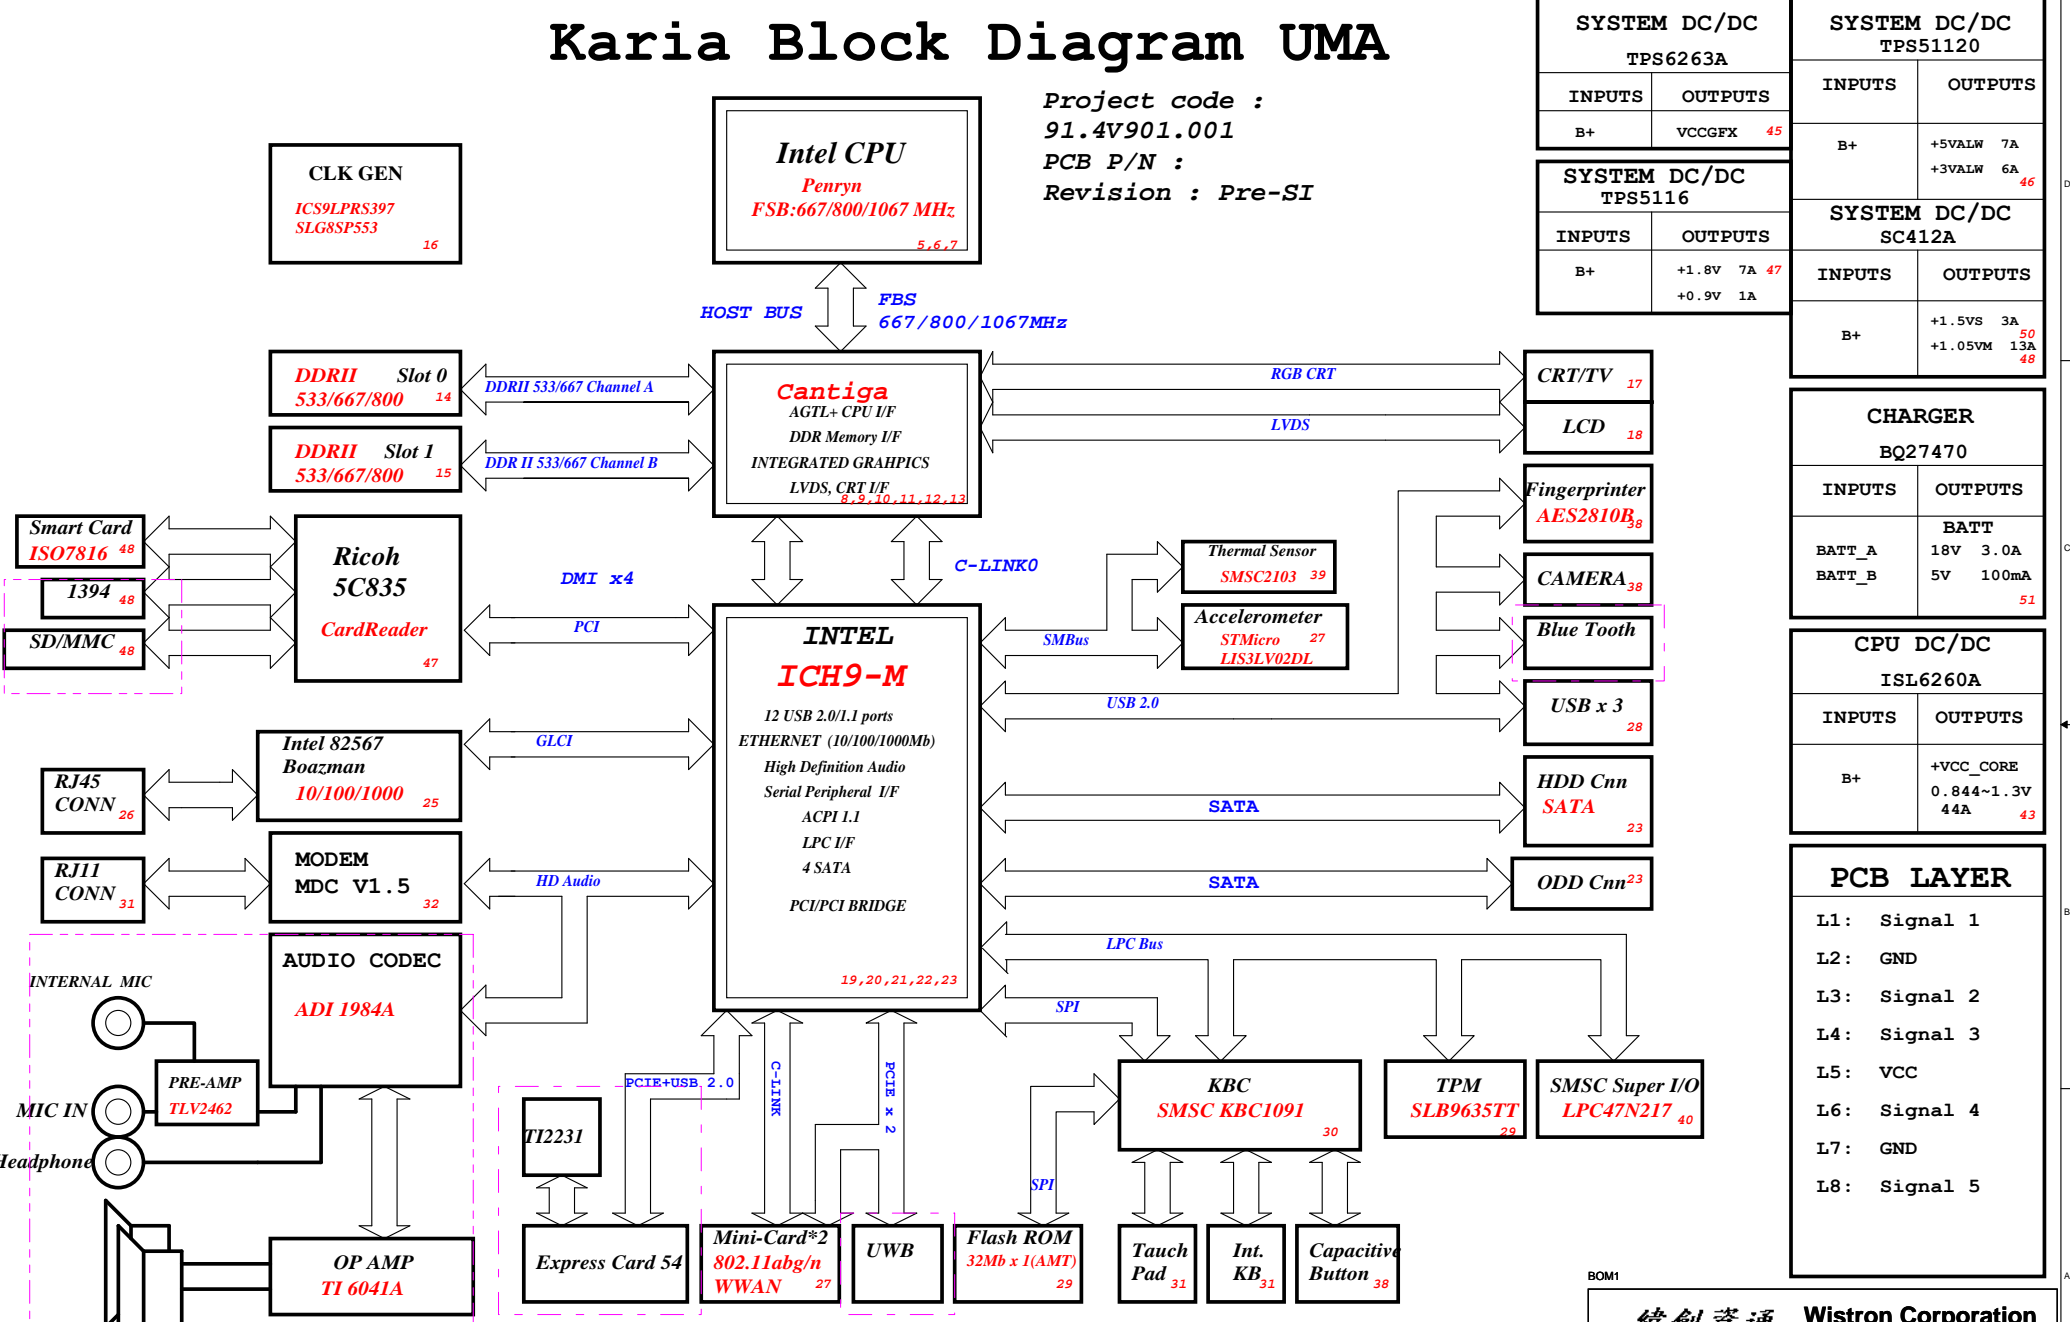 Karia Block Diagram UMA
Project code :
91.4V901.001
PCB P/N :
Revision : Pre-SI
CLK GEN
ICS9LPRS397
SLG8SP553
16
Intel CPU
Penryn
FSB:667/800/1067 MHz
5,6,7
HOST BUS
FBS
667/800/1067MHz
DDRII Slot 0
533/667/800 14
DDRII 533/667 Channel A
DDRII Slot 1
533/667/800 15
DDR II 533/667 Channel B
Cantiga
AGTL+ CPU I/F
DDR Memory I/F
INTEGRATED GRAHPICS
LVDS, CRT I/F
8,9,10,11,12,13
RGB CRT
CRT/TV 17
LVDS
LCD 18
Smart Card
ISO7816 48
1394 48
SD/MMC 48
Ricoh
5C835
CardReader
47
DMI x4
C-LINK0
PCI
Thermal Sensor
SMSC2103 39
Accelerometer
STMicro 27
LIS3LV02DL
SMBus
Fingerprinter
AES2810B 38
CAMERA 38
Blue Tooth
USB x 3
28
USB 2.0
INTEL
ICH9-M
12 USB 2.0/1.1 ports
ETHERNET (10/100/1000Mb)
High Definition Audio
Serial Peripheral I/F
ACPI 1.1
LPC I/F
4 SATA
PCI/PCI BRIDGE
19,20,21,22,23
GLCI
Intel 82567
Boazman
10/100/1000 25
RJ45
CONN 26
RJ11
CONN 31
MODEM
MDC V1.5
32
HD Audio
SATA
HDD Cnn
SATA
23
SATA
ODD Cnn 23
LPC Bus
SPI
AUDIO CODEC
ADI 1984A
INTERNAL MIC
PRE-AMP
TLV2462
MIC IN
Headphone
OP AMP
TI 6041A
PCIE+USB 2.0
C-LINK
PCIE x 2
TI2231
Express Card 54
Mini-Card*2
802.11abg/n
WWAN 27
UWB
SPI
Flash ROM
32Mb x 1(AMT)
29
KBC
SMSC KBC1091
30
TPM
SLB9635TT
29
SMSC Super I/O
LPC47N217 40
Tauch
Pad 31
Int.
KB 31
Capacitive
Button 38
SYSTEM DC/DC
TPS6263A
INPUTS OUTPUTS
B+ VCCGFX 45
SYSTEM DC/DC
TPS5116
INPUTS OUTPUTS
B+ +1.8V 7A 47
+0.9V 1A
SYSTEM DC/DC
TPS51120
INPUTS OUTPUTS
B+ +5VALW 7A
+3VALW 6A
46
SYSTEM DC/DC
SC412A
INPUTS OUTPUTS
B+ +1.5VS 3A
50
+1.05VM 13A
48
CHARGER
BQ27470
INPUTS OUTPUTS
BATT
BATT_A 18V 3.0A
BATT_B 5V 100mA
51
CPU DC/DC
ISL6260A
INPUTS OUTPUTS
B+ +VCC_CORE
0.844~1.3V
44A 43
PCB LAYER
L1: Signal 1
L2: GND
L3: Signal 2
L4: Signal 3
L5: VCC
L6: Signal 4
L7: GND
L8: Signal 5
D
C
B
A
BOM1
緯創資通 Wistron Corporation